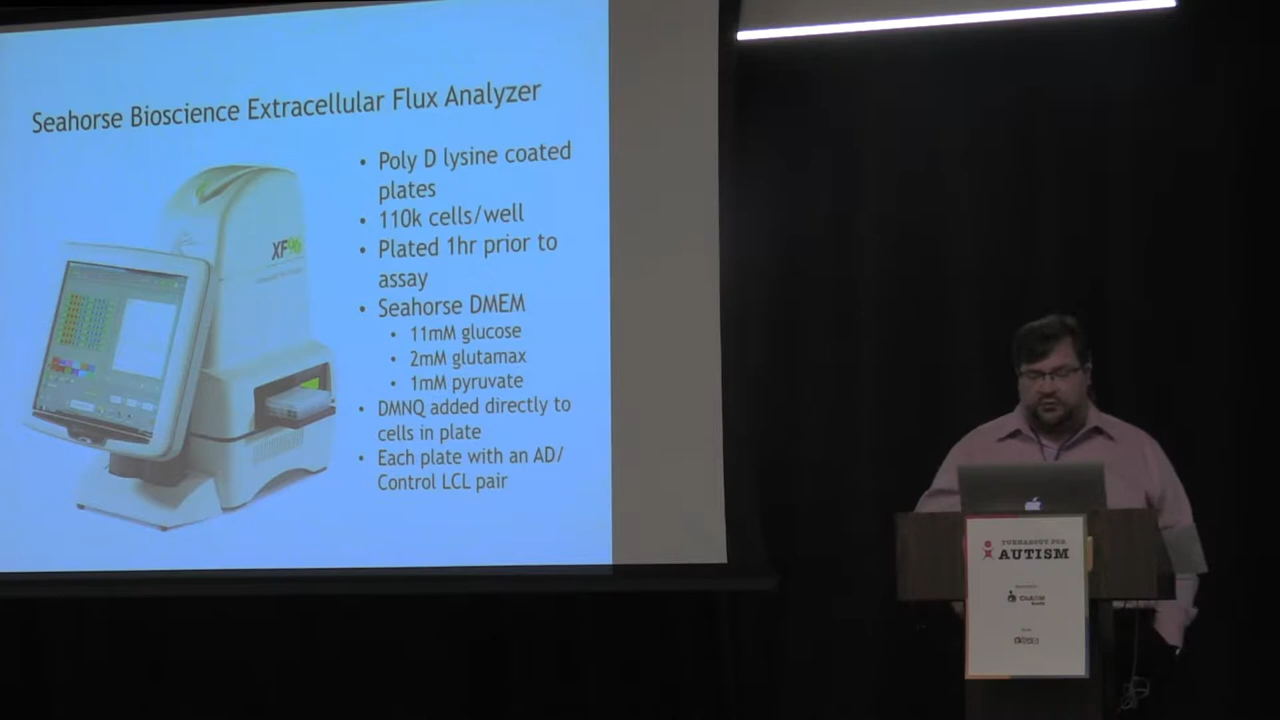 Seahorse Bioscience Extracellular Flux Analyzer
• Poly D lysine coated
plates
• 110k cells/well
• Plated 1hr prior to
assay
• Seahorse DMEM
• 11mM glucose
• 2mM glutamax
• 1mM pyruvate
• DMNQ added directly to
cells in plate
• Each plate with an AD/
Control LCL pair
XF96
TURNABOUT FOR
AUTISM